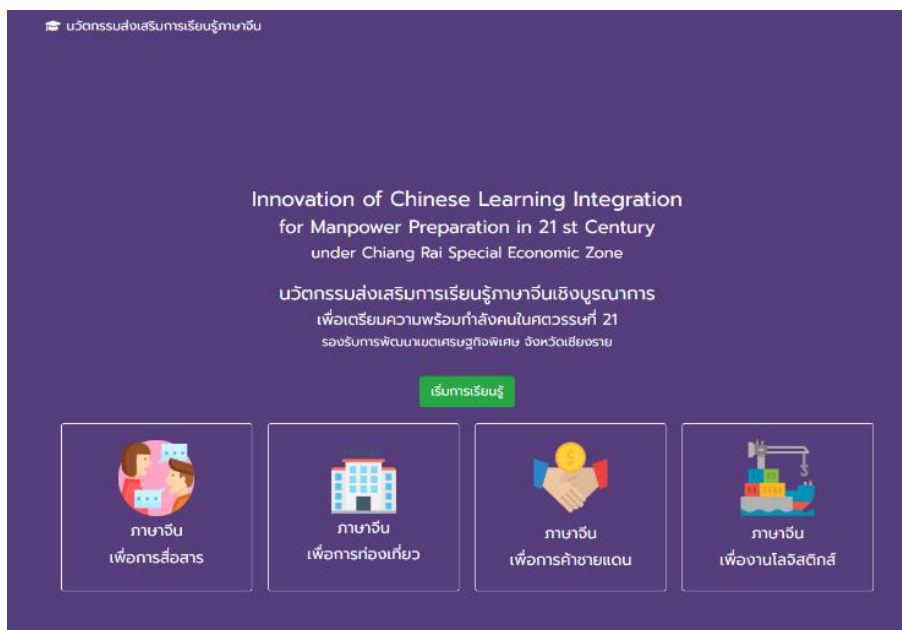 นวัตกรรมส่งเสริมการเรียนรู้ภาษาจีน
Innovation of Chinese Learning Integration
for Manpower Preparation in 21 st Century
under Chiang Rai Special Economic Zone
นวัตกรรมส่งเสริมการเรียนรู้ภาษาจีนเชิงบูรณาการ
เพื่อเตรียมความพร้อมกำลังคนในศตวรรษที่ 21
รองรับการพัฒนาเขตเศรษฐกิจพิเศษ จังหวัดเชียงราย
เริ่มการเรียนรู้
ภาษาจีน
เพื่อการสื่อสาร
ภาษาจีน
เพื่อการท่องเที่ยว
ภาษาจีน
เพื่อการค้าชายแดน
ภาษาจีน
เพื่องานโลจิสติกส์